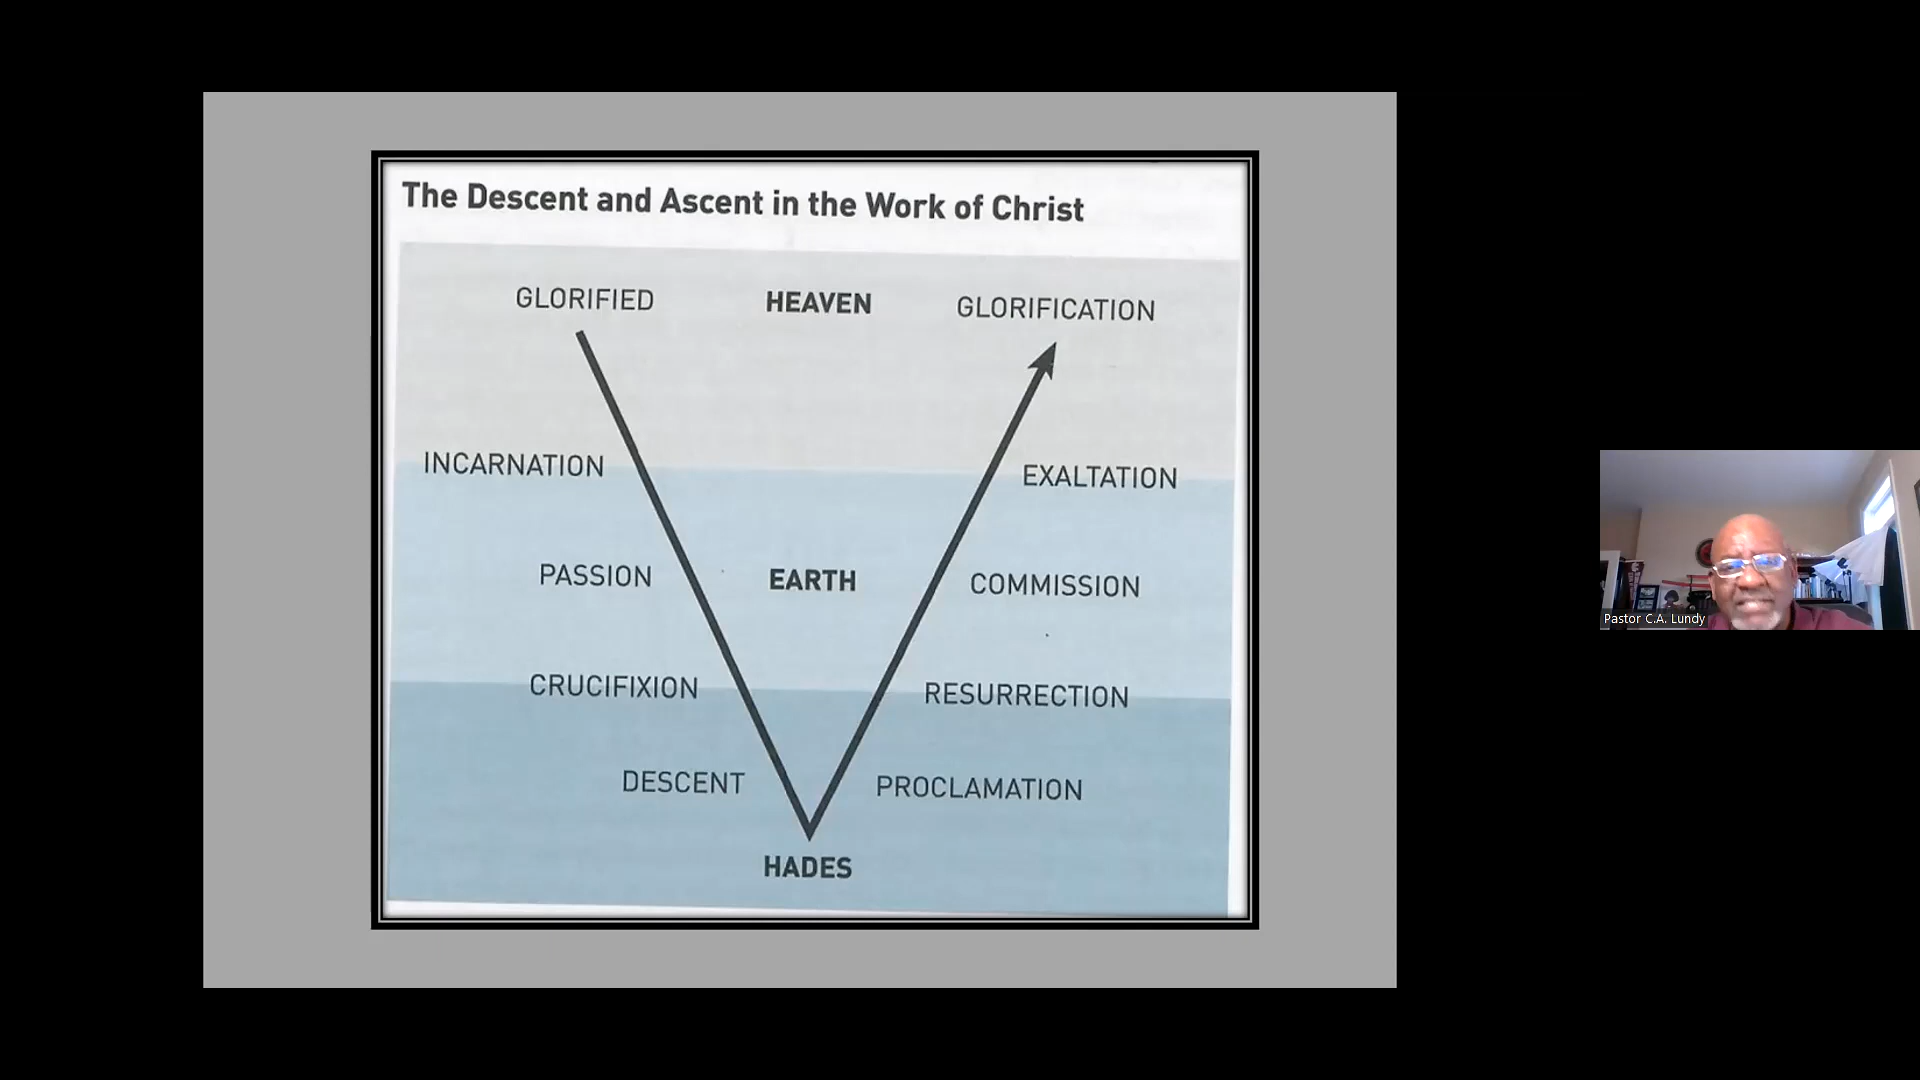 The Descent and Ascent in the Work of Christ
GLORIFIED HEAVEN GLORIFICATION
INCARNATION EXALTATION
PASSION EARTH COMMISSION
CRUCIFIXION RESURRECTION
DESCENT PROCLAMATION
HADES
Pastor C.A. Lundy